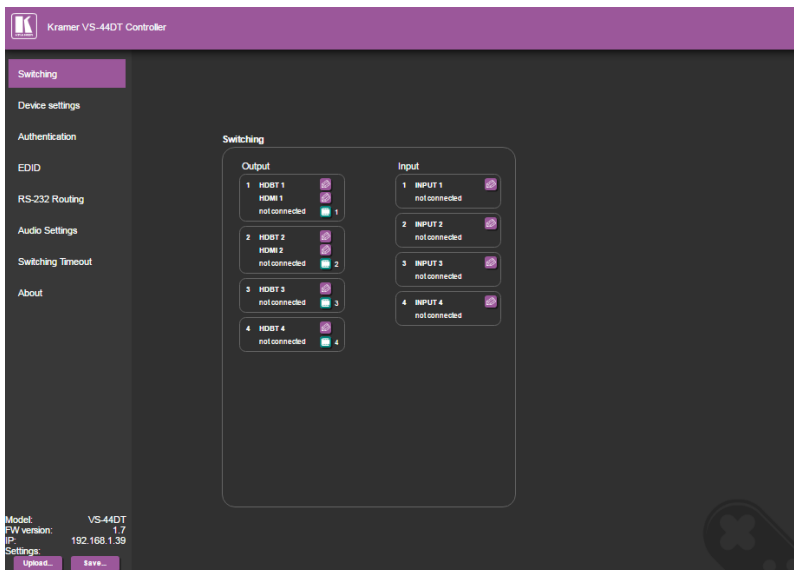 Kramer VS-44DT Controller
Switching
Device settings
Authentication
EDID
RS-232 Routing
Audio Settings
Switching Timeout
About
Model: VS-44DT
FW version: 1.7
IP: 192.168.1.39
Settings:
Upload... Save...
Switching
Output
1 HDBT 1
HDMI 1
not connected 1
2 HDBT 2
HDMI 2
not connected 2
3 HDBT 3
not connected 3
4 HDBT 4
not connected 4
Input
1 INPUT 1
not connected
2 INPUT 2
not connected
3 INPUT 3
not connected
4 INPUT 4
not connected